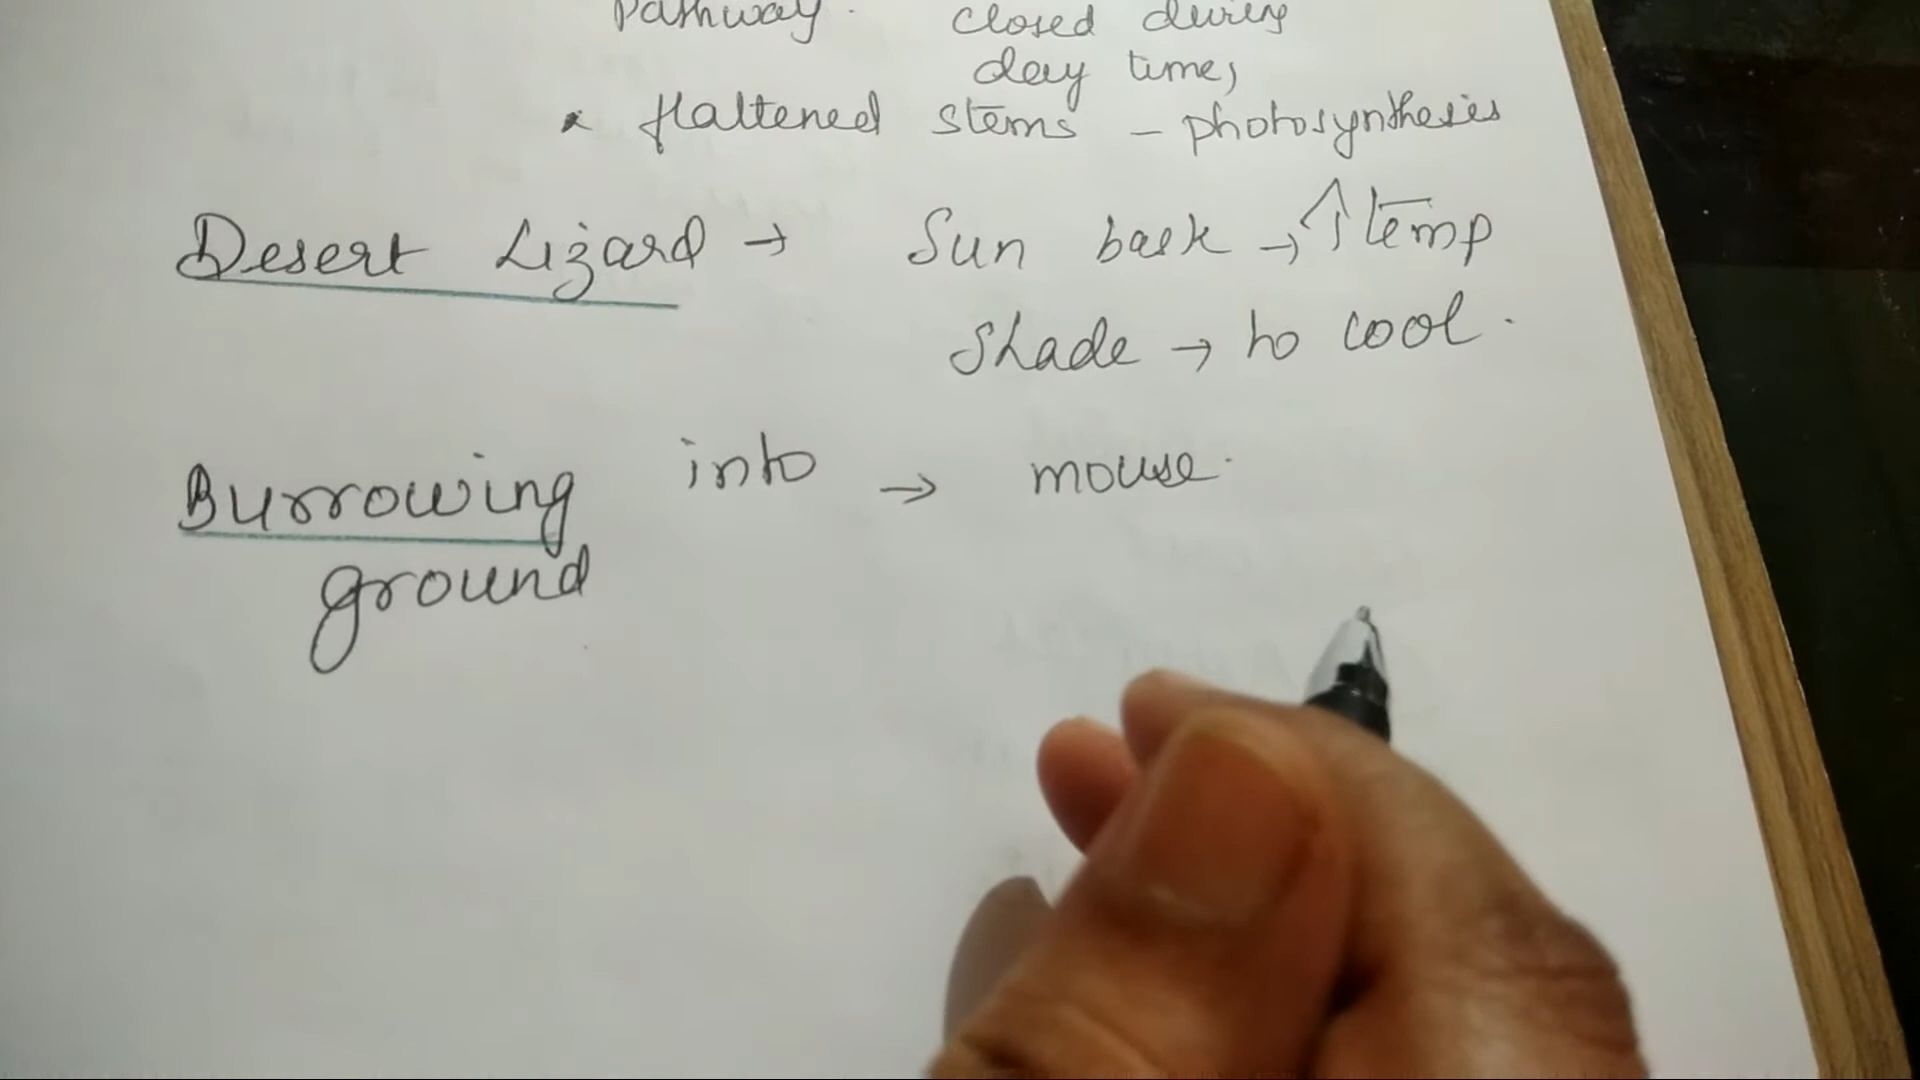 Pathway. closed during
day time,
* flattened stems - photosynthesis
Desert Lizard → Sun bask → ↑ temp
Shade → to cool.
Burrowing into → mouse.
ground